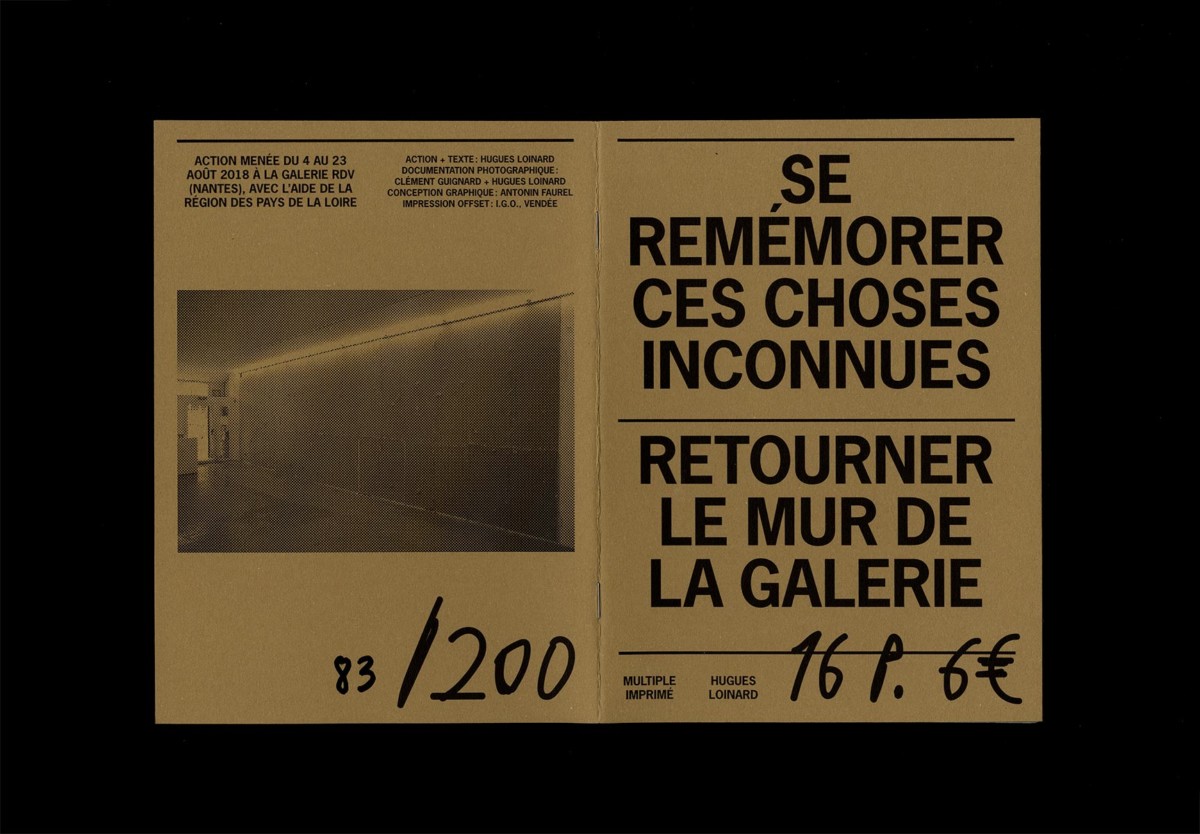 ACTION MENÉE DU 4 AU 23
AOÛT 2018 À LA GALERIE RDV
(NANTES), AVEC L'AIDE DE LA
RÉGION DES PAYS DE LA LOIRE
ACTION + TEXTE : HUGUES LOINARD
DOCUMENTATION PHOTOGRAPHIQUE :
CLÉMENT GUIGNARD + HUGUES LOINARD
CONCEPTION GRAPHIQUE : ANTONIN FAUREL
IMPRESSION OFFSET : I.G.O., VENDÉE
83 /200
SE
REMÉMORER
CES CHOSES
INCONNUES
RETOURNER
LE MUR DE
LA GALERIE
MULTIPLE
IMPRIMÉ
HUGUES
LOINARD
16 P. 6€